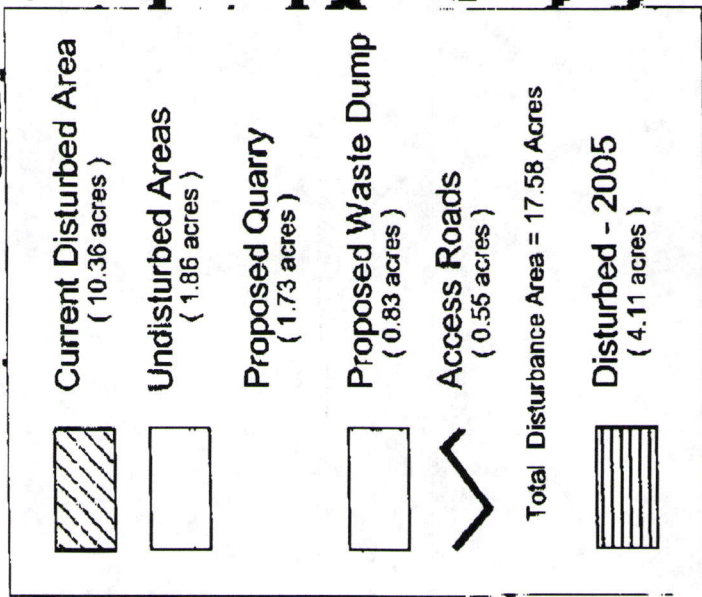 Current Disturbed Area
( 10.36 acres )
Undisturbed Areas
( 1.86 acres )
Proposed Quarry
( 1.73 acres )
Proposed Waste Dump
( 0.83 acres )
Access Roads
( 0.55 acres )
Total Disturbance Area = 17.58 Acres
Disturbed - 2005
( 4.11 acres )